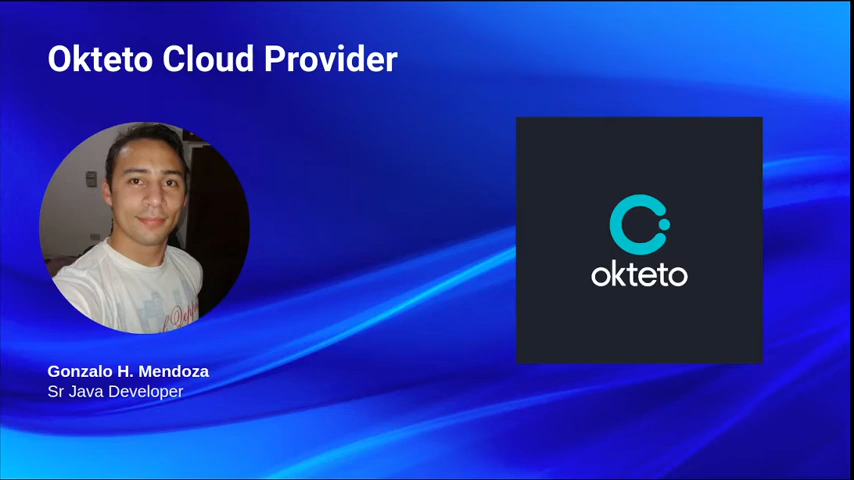 Okteto Cloud Provider
okteto
Gonzalo H. Mendoza
Sr Java Developer